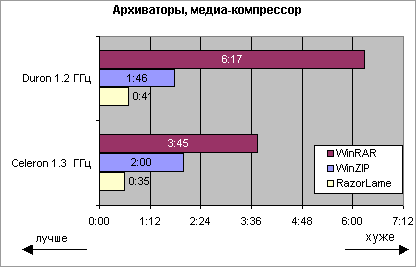 Архиваторы, медиа-компрессор
Duron 1.2 ГГц
6:17
1:46
0:41
Celeron 1.3 ГГц
3:45
2:00
0:35
WinRAR
WinZIP
RazorLame
0:00 1:12 2:24 3:36 4:48 6:00 7:12
лучше хуже